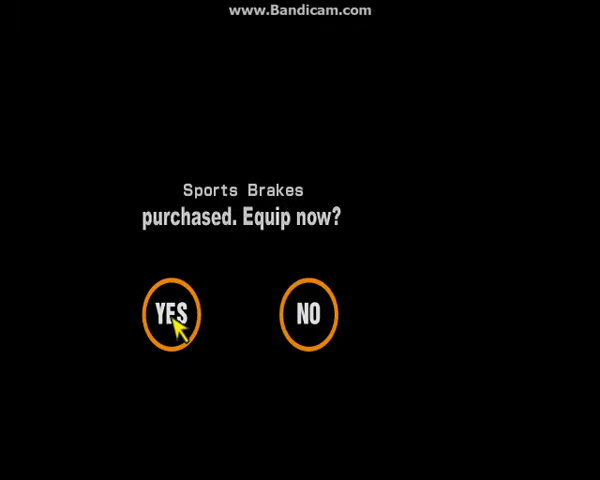 www.Bandicam.com
Sports Brakes
purchased. Equip now?
YES
NO